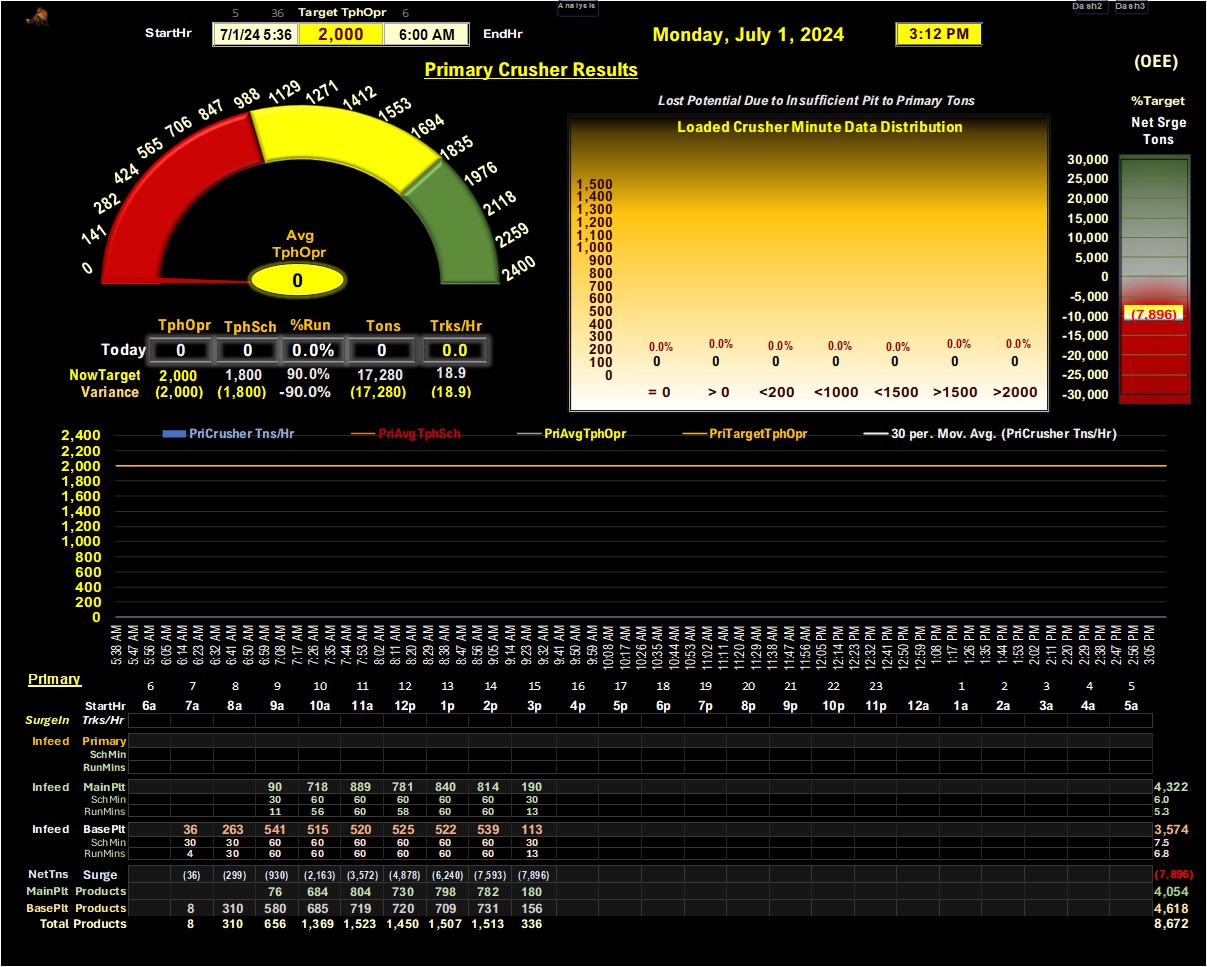 Analysis
Dash2 Dash3
5 36 Target TphOpr 6
StartHr 7/1/24 5:36 2,000 6:00 AM EndHr
Monday, July 1, 2024 3:12 PM
Primary Crusher Results
(OEE)
%Target
Net Srge
Tons
0 141 282 424 565 706 847 988 1129 1271 1412 1553 1694 1835 1976 2118 2259 2400
Avg
TphOpr
0
Lost Potential Due to Insufficient Pit to Primary Tons
Loaded Crusher Minute Data Distribution
1,500
1,400
1,300
1,200
1,100
1,000
900
800
700
600
500
400
300
200
100
0
0.0% 0.0% 0.0% 0.0% 0.0% 0.0% 0.0%
0 0 0 0 0 0 0
= 0 > 0 <200 <1000 <1500 >1500 >2000
30,000
25,000
20,000
15,000
10,000
5,000
0
-5,000
-10,000
-15,000
-20,000
-25,000
-30,000
(7,896)
TphOpr TphSch %Run Tons Trks/Hr
Today 0 0 0.0% 0 0.0
NowTarget 2,000 1,800 90.0% 17,280 18.9
Variance (2,000) (1,800) -90.0% (17,280) (18.9)
PriCrusher Tns/Hr PriAvgTphSch PriAvgTphOpr PriTargetTphOpr 30 per. Mov. Avg. (PriCrusher Tns/Hr)
2,400
2,200
2,000
1,800
1,600
1,400
1,200
1,000
800
600
400
200
0
5:38 AM 5:47 AM 5:56 AM 6:05 AM 6:14 AM 6:23 AM 6:32 AM 6:41 AM 6:50 AM 6:59 AM 7:08 AM 7:17 AM 7:26 AM 7:35 AM 7:44 AM 7:53 AM 8:02 AM 8:11 AM 8:20 AM 8:29 AM 8:38 AM 8:47 AM 8:56 AM 9:05 AM 9:14 AM 9:23 AM 9:32 AM 9:41 AM 9:50 AM 9:59 AM 10:08 AM 10:17 AM 10:26 AM 10:35 AM 10:44 AM 10:53 AM 11:02 AM 11:11 AM 11:20 AM 11:29 AM 11:38 AM 11:47 AM 11:56 AM 12:05 PM 12:14 PM 12:23 PM 12:32 PM 12:41 PM 12:50 PM 12:59 PM 1:08 PM 1:17 PM 1:26 PM 1:35 PM 1:44 PM 1:53 PM 2:02 PM 2:11 PM 2:20 PM 2:29 PM 2:38 PM 2:47 PM 2:56 PM 3:05 PM
Primary
6 7 8 9 10 11 12 13 14 15 16 17 18 19 20 21 22 23 1 2 3 4 5
StartHr 6a 7a 8a 9a 10a 11a 12p 1p 2p 3p 4p 5p 6p 7p 8p 9p 10p 11p 12a 1a 2a 3a 4a 5a
SurgeIn Trks/Hr
Infeed Primary
SchMin
RunMins
Infeed MainPlt 90 718 889 781 840 814 190 4,322
SchMin 30 60 60 60 60 60 30 6.0
RunMins 11 56 60 58 60 60 13 5.3
Infeed BasePlt 36 263 541 515 520 525 522 539 113 3,574
SchMin 30 30 60 60 60 60 60 60 30 7.5
RunMins 4 30 60 60 60 60 60 60 13 6.8
NetTns Surge (36) (299) (930) (2,163) (3,572) (4,878) (6,240) (7,593) (7,896) (7,896)
MainPlt Products 76 684 804 730 798 782 180 4,054
BasePlt Products 8 310 580 685 719 720 709 731 156 4,618
Total Products 8 310 656 1,369 1,523 1,450 1,507 1,513 336 8,672